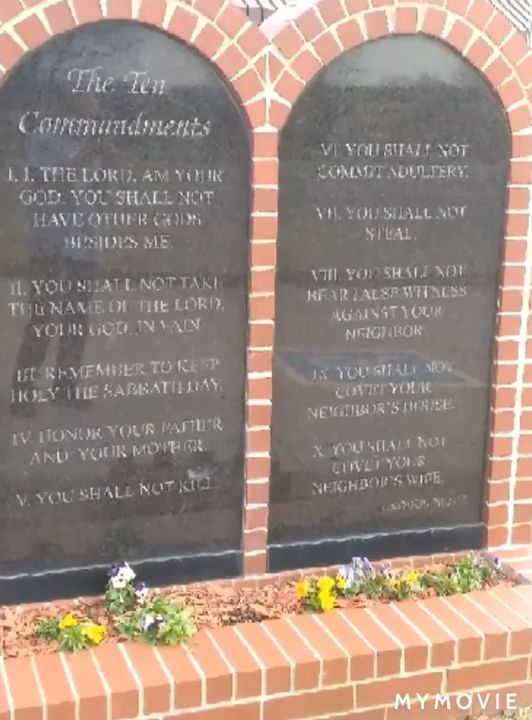 The Ten
Commandments
I. I, THE LORD, AM YOUR
GOD. YOU SHALL NOT
HAVE OTHER GODS
BESIDES ME.
II. YOU SHALL NOT TAKE
THE NAME OF THE LORD,
YOUR GOD, IN VAIN
III. REMEMBER TO KEEP
HOLY THE SABBATH DAY.
IV. HONOR YOUR FATHER
AND YOUR MOTHER.
V. YOU SHALL NOT KILL.
VI. YOU SHALL NOT
COMMIT ADULTERY.
VII. YOU SHALL NOT
STEAL.
VIII. YOU SHALL NOT
BEAR FALSE WITNESS
AGAINST YOUR
NEIGHBOR.
IX. YOU SHALL NOT
COVET YOUR
NEIGHBOR'S HOUSE.
X. YOU SHALL NOT
COVET YOUR
NEIGHBOR'S WIFE.
MYMOVIE